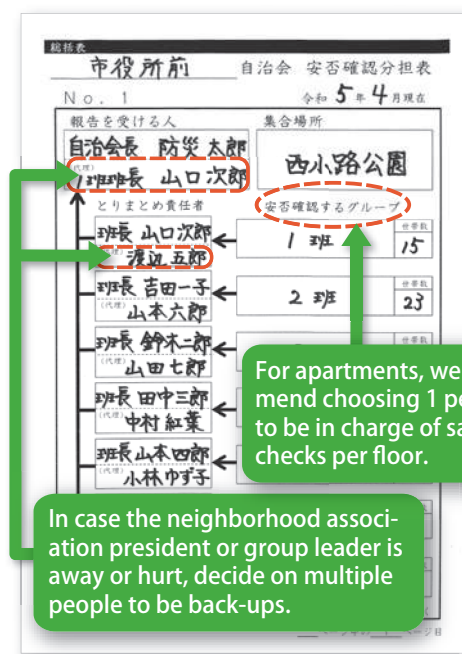 総括表
市役所前 自治会 安否確認分担表
No. 1 令和 5年 4月現在
報告を受ける人 集合場所
自治会長 防災 太郎
(代理) 1班班長 山口 次郎
西小路公園
とりまとめ責任者 安否確認するグループ
班長 山口次郎
(代理) 渡辺 五郎
1 班 世帯数 15
班長 吉田一子
(代理) 山本六郎
2 班 世帯数 23
班長 鈴木二郎
(代理) 山田七郎
世帯数
班長 田中三郎
(代理) 中村 紅葉
班長 山本四郎
(代理) 小林ゆず子
For apartments, we
mend choosing 1 pe
to be in charge of sa
checks per floor.
In case the neighborhood associ-
ation president or group leader is
away or hurt, decide on multiple
people to be back-ups.